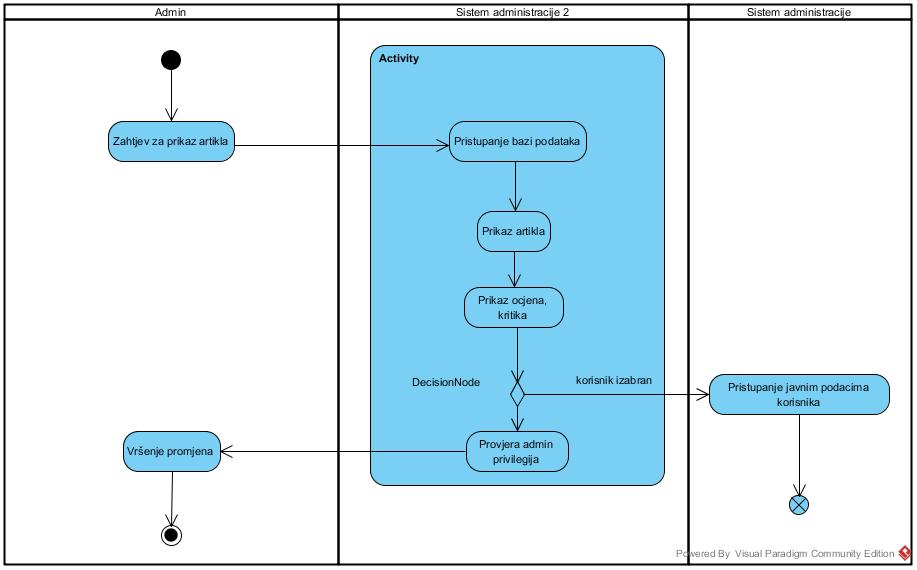 Admin
Sistem administracije 2
Sistem administracije
Activity
Zahtjev za prikaz artikla
Pristupanje bazi podataka
Prikaz artikla
Prikaz ocjena,
kritika
DecisionNode
korisnik izabran
Pristupanje javnim podacima
korisnika
Vršenje promjena
Provjera admin
privilegija
Powered By Visual Paradigm Community Edition